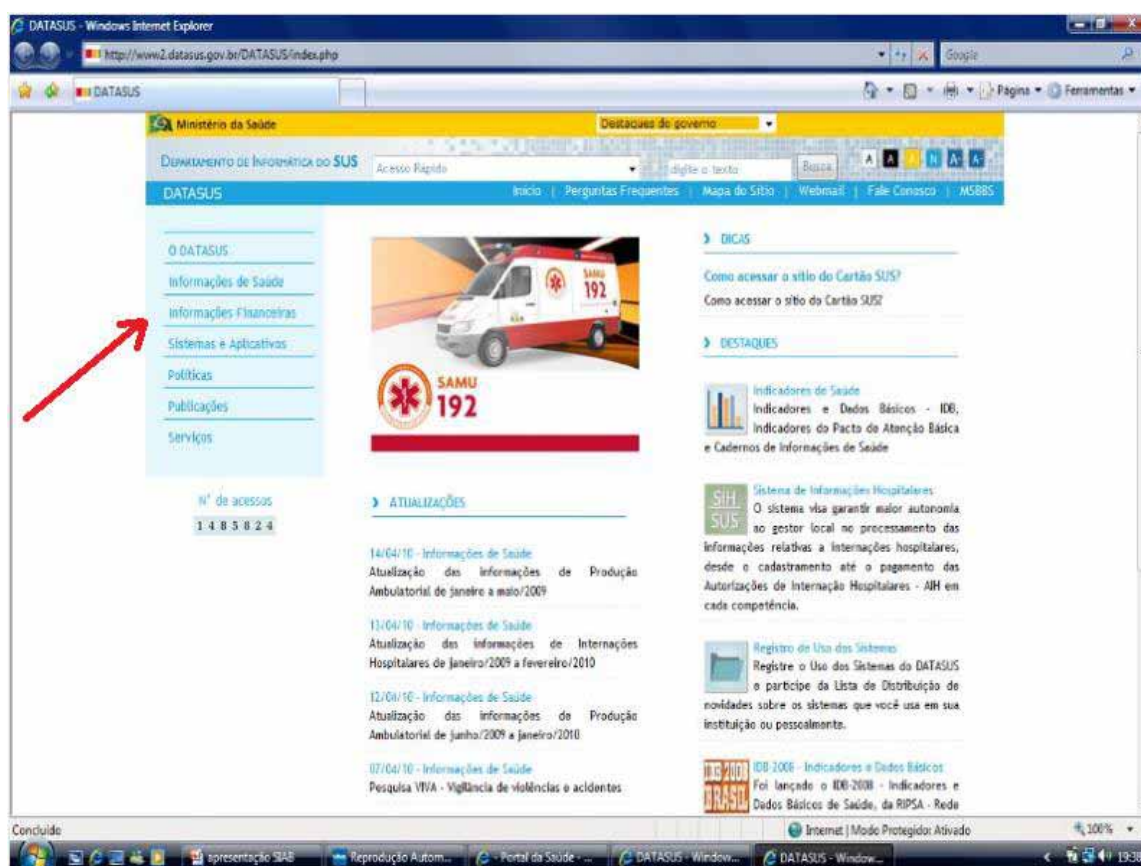 DATASUS - Windows Internet Explorer
http://www2.datasus.gov.br/DATASUS/index.php
Google
DATASUS
Página
Ferramentas
Ministério da Saúde
Destaques do governo
DEPARTAMENTO DE INFORMÁTICA DO SUS
Acesso Rápido
digite o texto
Busca
A A A N A+ A-
DATASUS
Início | Perguntas Frequentes | Mapa do Sítio | Webmail | Fale Conosco | MSBBS
O DATASUS
Informações de Saúde
Informações Financeiras
Sistemas e Aplicativos
Políticas
Publicações
Serviços
N° de acessos
1 4 8 5 8 2 4
SAMU
192
SAMU
192
ATUALIZAÇÕES
14/04/10 - Informações de Saúde
Atualização das informações de Produção
Ambulatorial de janeiro a maio/2009
13/04/10 - Informações de Saúde
Atualização das informações de Internações
Hospitalares de janeiro/2009 a fevereiro/2010
12/04/10 - Informações de Saúde
Atualização das informações de Produção
Ambulatorial de junho/2009 a janeiro/2010
07/04/10 - Informações de Saúde
Pesquisa VIVA - Vigilância de violências e acidentes
DICAS
Como acessar o sítio do Cartão SUS?
Como acessar o sítio do Cartão SUS?
DESTAQUES
Indicadores de Saúde
Indicadores e Dados Básicos - IDB,
Indicadores do Pacto de Atenção Básica
e Cadernos de Informações de Saúde
SIH
SUS
Sistema de Informações Hospitalares
O sistema visa garantir maior autonomia
ao gestor local no processamento das
informações relativas a internações hospitalares,
desde o cadastramento até o pagamento das
Autorizações de Internação Hospitalares - AIH em
cada competência.
Registro de Uso dos Sistemas
Registre o Uso dos Sistemas do DATASUS
e participe da Lista de Distribuição de
novidades sobre os sistemas que você usa em sua
instituição ou pessoalmente.
IDB 2008
BRASIL
IDB-2008 - Indicadores e Dados Básicos
Foi lançado o IDB-2008 - Indicadores e
Dados Básicos de Saúde, da RIPSA - Rede
Concluído
Internet | Modo Protegido: Ativado
100%
apresentação SIAB
Reprodução Autom...
- Portal da Saúde - ...
DATASUS - Window...
DATASUS - Window...